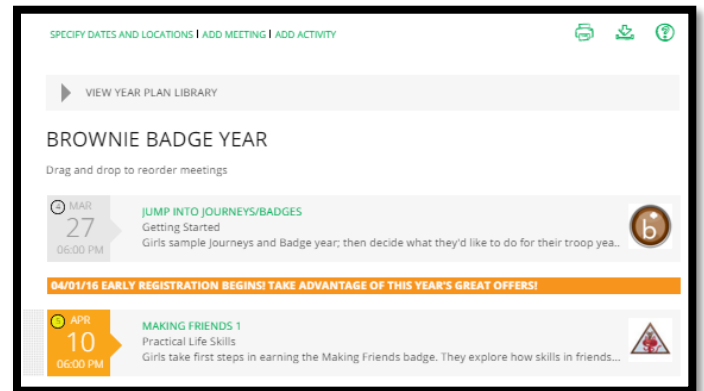 SPECIFY DATES AND LOCATIONS | ADD MEETING | ADD ACTIVITY
VIEW YEAR PLAN LIBRARY
BROWNIE BADGE YEAR
Drag and drop to reorder meetings
4 MAR
27
06:00 PM
JUMP INTO JOURNEYS/BADGES
Getting Started
Girls sample Journeys and Badge year; then decide what they'd like to do for their troop yea..
b
04/01/16 EARLY REGISTRATION BEGINS! TAKE ADVANTAGE OF THIS YEAR'S GREAT OFFERS!
5 APR
10
06:00 PM
MAKING FRIENDS 1
Practical Life Skills
Girls take first steps in earning the Making Friends badge. They explore how skills in friends...